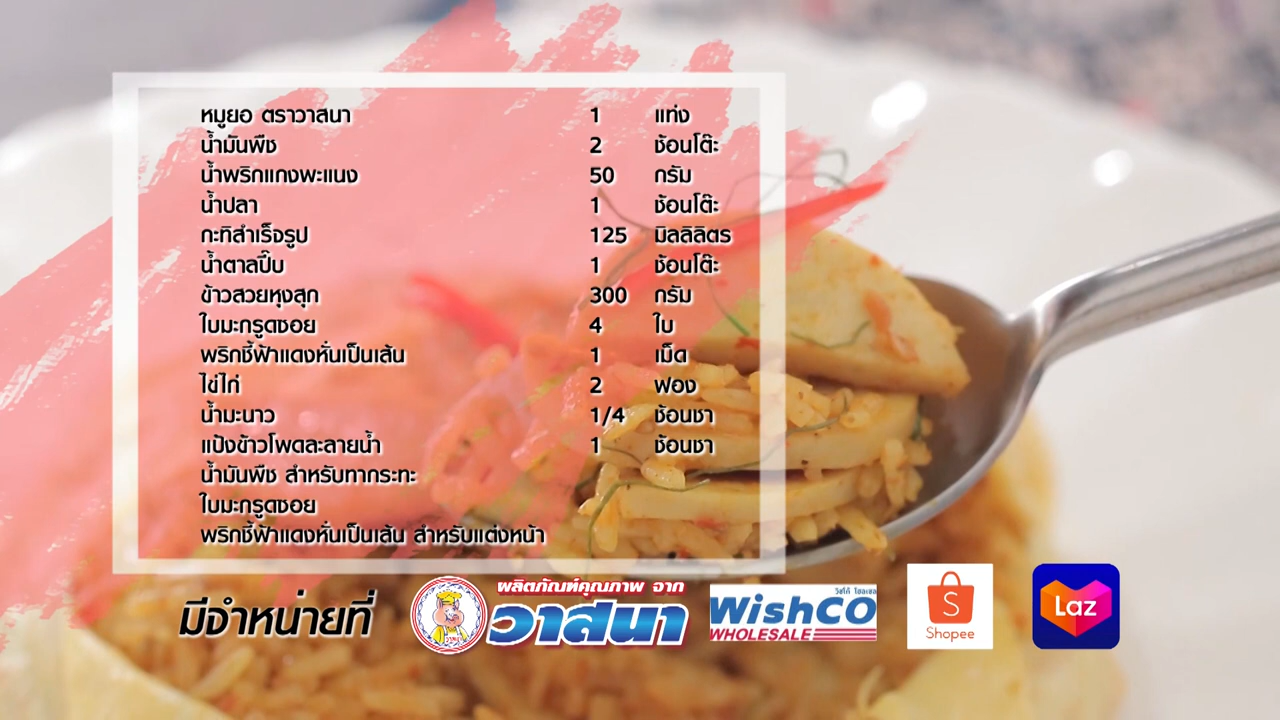 หมูยอ ตราวาสนา 1 แท่ง
น้ำมันพืช 2 ช้อนโต๊ะ
น้ำพริกแกงพะแนง 50 กรัม
น้ำปลา 1 ช้อนโต๊ะ
กะทิสำเร็จรูป 125 มิลลิลิตร
น้ำตาลปี๊บ 1 ช้อนโต๊ะ
ข้าวสวยหุงสุก 300 กรัม
ใบมะกรูดซอย 4 ใบ
พริกชี้ฟ้าแดงหั่นเป็นเส้น 1 เม็ด
ไข่ไก่ 2 ฟอง
น้ำมะนาว 1/4 ช้อนชา
แป้งข้าวโพดละลายน้ำ 1 ช้อนชา
น้ำมันพืช สำหรับทากระทะ
ใบมะกรูดซอย
พริกชี้ฟ้าแดงหั่นเป็นเส้น สำหรับแต่งหน้า
มีจำหน่ายที่
ผลิตภัณฑ์คุณภาพ จาก
วาสนา
WishCO
WHOLESALE
Shopee
Laz